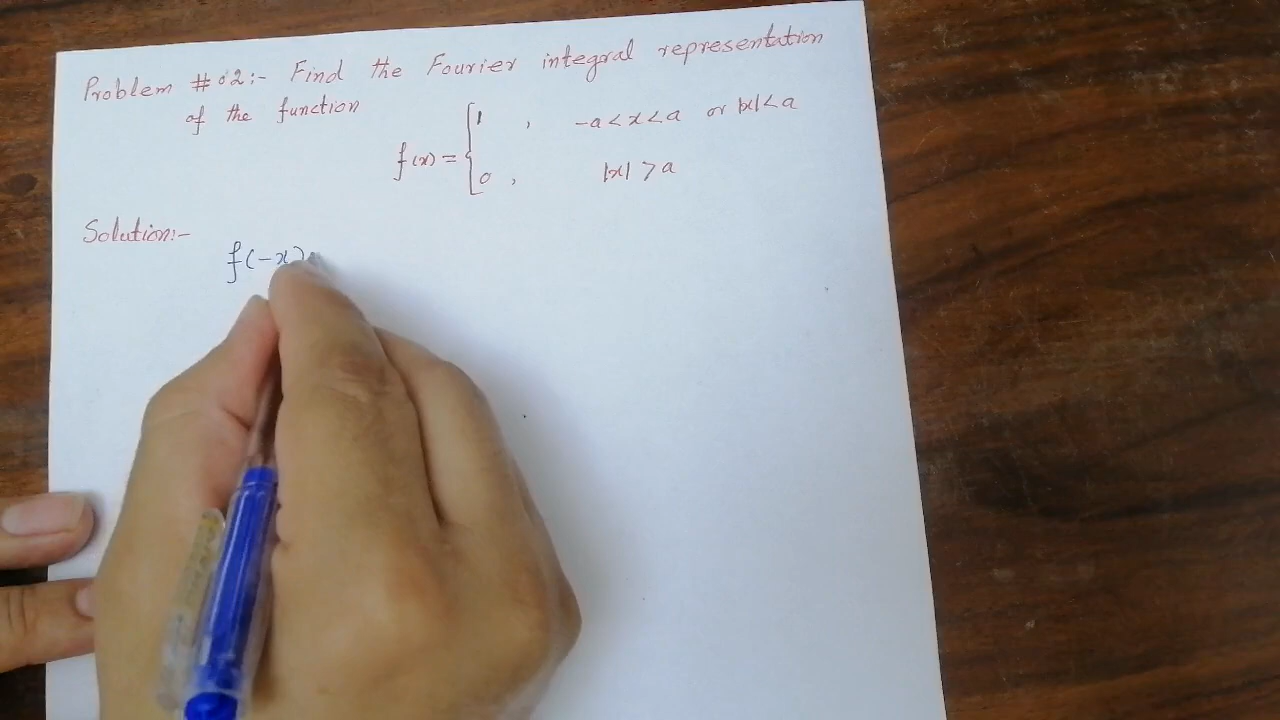 Problem #02:- Find the Fourier integral representation
of the function
f(x) = { 1 , -a < x < a or |x| < a
0 , |x| > a
Solution:-
f(-x)